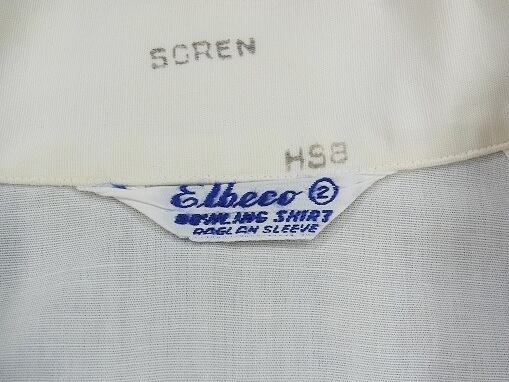 SOREN
HS8
Elbeco ②
BOWLING SHIRT
RAGLAN SLEEVE